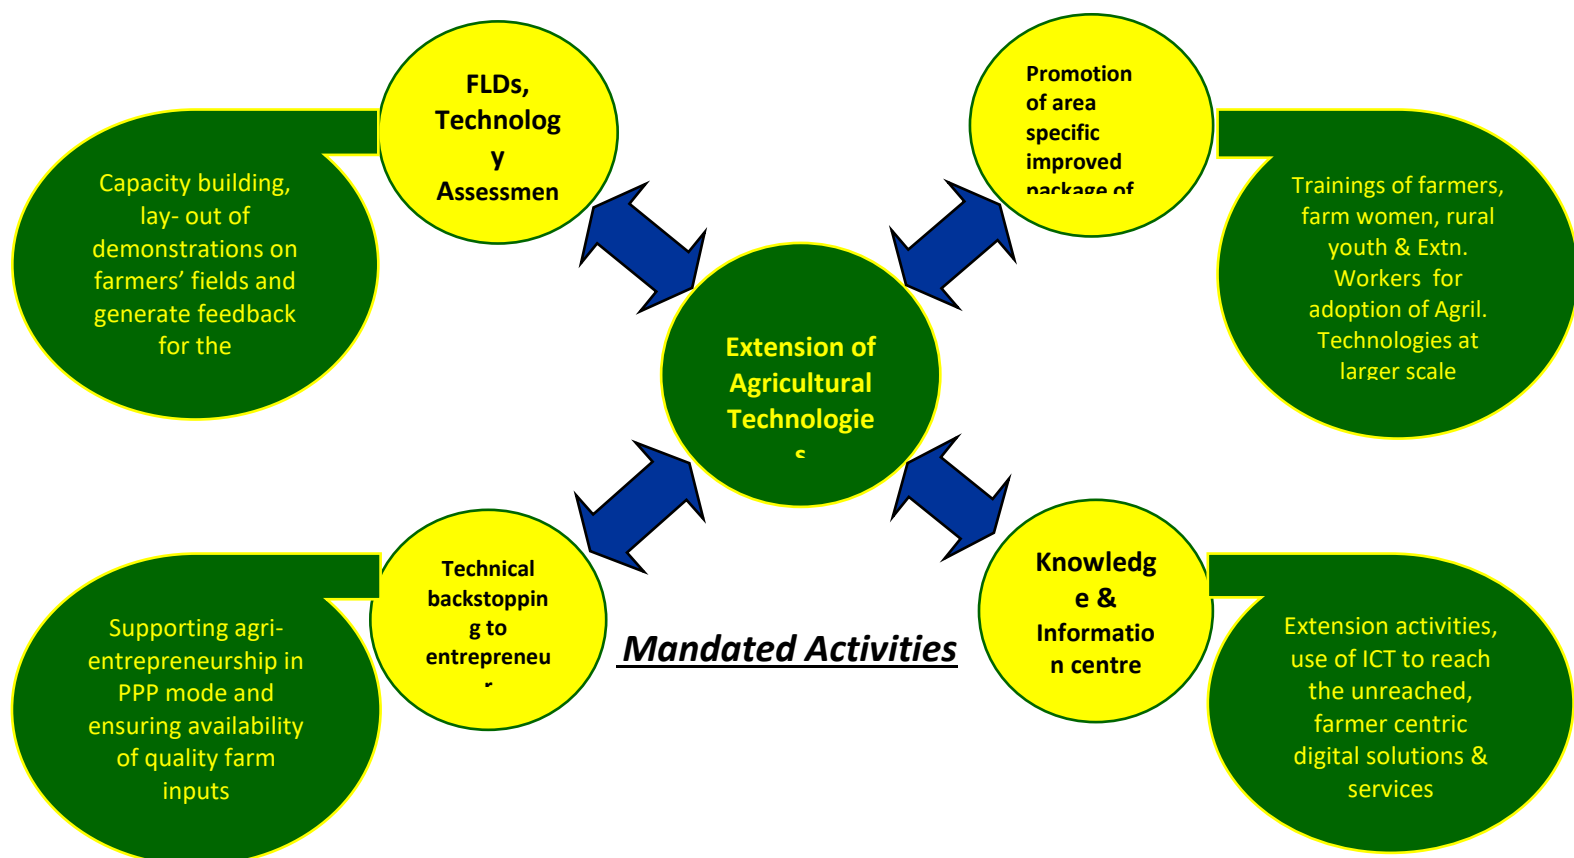 FLDs,
Technolog
y
Assessmen
Capacity building,
lay- out of
demonstrations on
farmers’ fields and
generate feedback
for the
Promotion
of area
specific
improved
package of
Trainings of farmers,
farm women, rural
youth & Extn.
Workers for
adoption of Agril.
Technologies at
larger scale
Extension of
Agricultural
Technologie
s
Technical
backstoppin
g to
entrepreneu
r
Supporting agri-
entrepreneurship in
PPP mode and
ensuring availability
of quality farm
inputs
Mandated Activities
Knowledg
e &
Informatio
n centre
Extension activities,
use of ICT to reach
the unreached,
farmer centric
digital solutions &
services